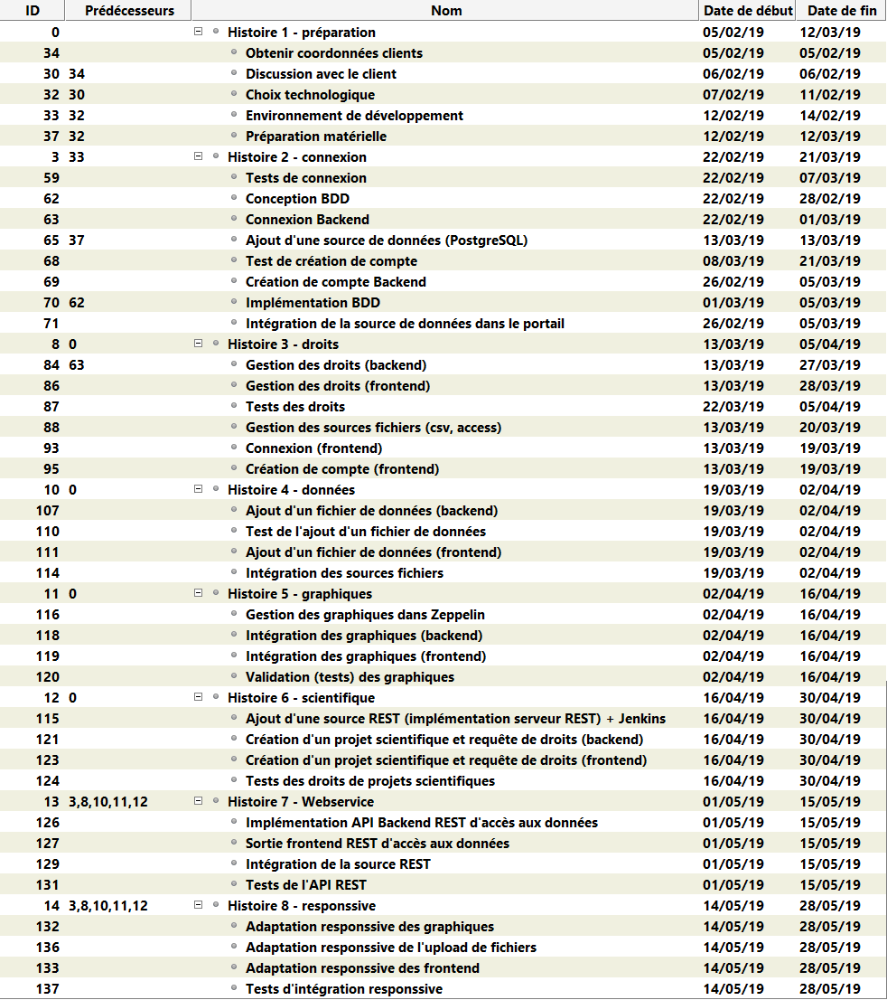 ID Prédécesseurs Nom Date de début Date de fin
0 Histoire 1 - préparation 05/02/19 12/03/19
34 Obtenir coordonnées clients 05/02/19 05/02/19
30 34 Discussion avec le client 06/02/19 06/02/19
32 30 Choix technologique 07/02/19 11/02/19
33 32 Environnement de développement 12/02/19 14/02/19
37 32 Préparation matérielle 12/02/19 12/03/19
3 33 Histoire 2 - connexion 22/02/19 21/03/19
59 Tests de connexion 22/02/19 07/03/19
62 Conception BDD 22/02/19 28/02/19
63 Connexion Backend 22/02/19 01/03/19
65 37 Ajout d'une source de données (PostgreSQL) 13/03/19 13/03/19
68 Test de création de compte 08/03/19 21/03/19
69 Création de compte Backend 26/02/19 05/03/19
70 62 Implémentation BDD 01/03/19 05/03/19
71 Intégration de la source de données dans le portail 26/02/19 05/03/19
8 0 Histoire 3 - droits 13/03/19 05/04/19
84 63 Gestion des droits (backend) 13/03/19 27/03/19
86 Gestion des droits (frontend) 13/03/19 28/03/19
87 Tests des droits 22/03/19 05/04/19
88 Gestion des sources fichiers (csv, access) 13/03/19 20/03/19
93 Connexion (frontend) 13/03/19 19/03/19
95 Création de compte (frontend) 13/03/19 19/03/19
10 0 Histoire 4 - données 19/03/19 02/04/19
107 Ajout d'un fichier de données (backend) 19/03/19 02/04/19
110 Test de l'ajout d'un fichier de données 19/03/19 02/04/19
111 Ajout d'un fichier de données (frontend) 19/03/19 02/04/19
114 Intégration des sources fichiers 19/03/19 02/04/19
11 0 Histoire 5 - graphiques 02/04/19 16/04/19
116 Gestion des graphiques dans Zeppelin 02/04/19 16/04/19
118 Intégration des graphiques (backend) 02/04/19 16/04/19
119 Intégration des graphiques (frontend) 02/04/19 16/04/19
120 Validation (tests) des graphiques 02/04/19 16/04/19
12 0 Histoire 6 - scientifique 16/04/19 30/04/19
115 Ajout d'une source REST (implémentation serveur REST) + Jenkins 16/04/19 30/04/19
121 Création d'un projet scientifique et requête de droits (backend) 16/04/19 30/04/19
123 Création d'un projet scientifique et requête de droits (frontend) 16/04/19 30/04/19
124 Tests des droits de projets scientifiques 16/04/19 30/04/19
13 3,8,10,11,12 Histoire 7 - Webservice 01/05/19 15/05/19
126 Implémentation API Backend REST d'accès aux données 01/05/19 15/05/19
127 Sortie frontend REST d'accès aux données 01/05/19 15/05/19
129 Intégration de la source REST 01/05/19 15/05/19
131 Tests de l'API REST 01/05/19 15/05/19
14 3,8,10,11,12 Histoire 8 - responssive 14/05/19 28/05/19
132 Adaptation responssive des graphiques 14/05/19 28/05/19
136 Adaptation responssive de l'upload de fichiers 14/05/19 28/05/19
133 Adaptation responssive des frontend 14/05/19 28/05/19
137 Tests d'intégration responssive 14/05/19 28/05/19